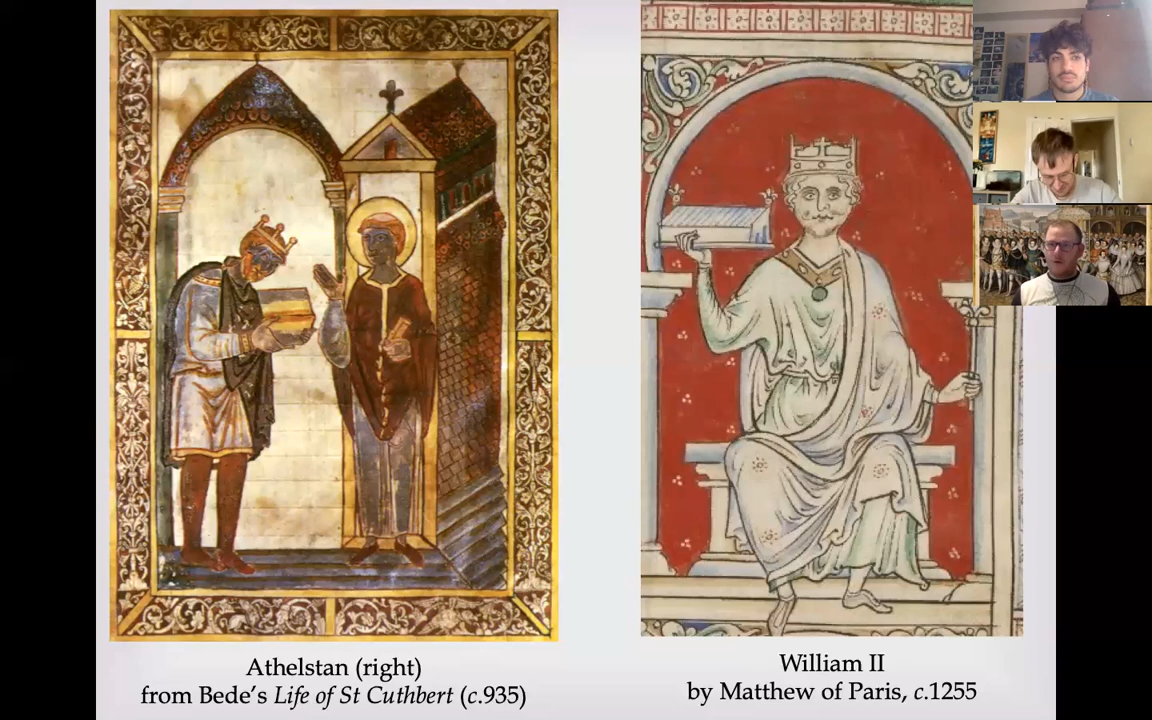 Athelstan (right)
from Bede's Life of St Cuthbert (c.935)
William II
by Matthew of Paris, c.1255